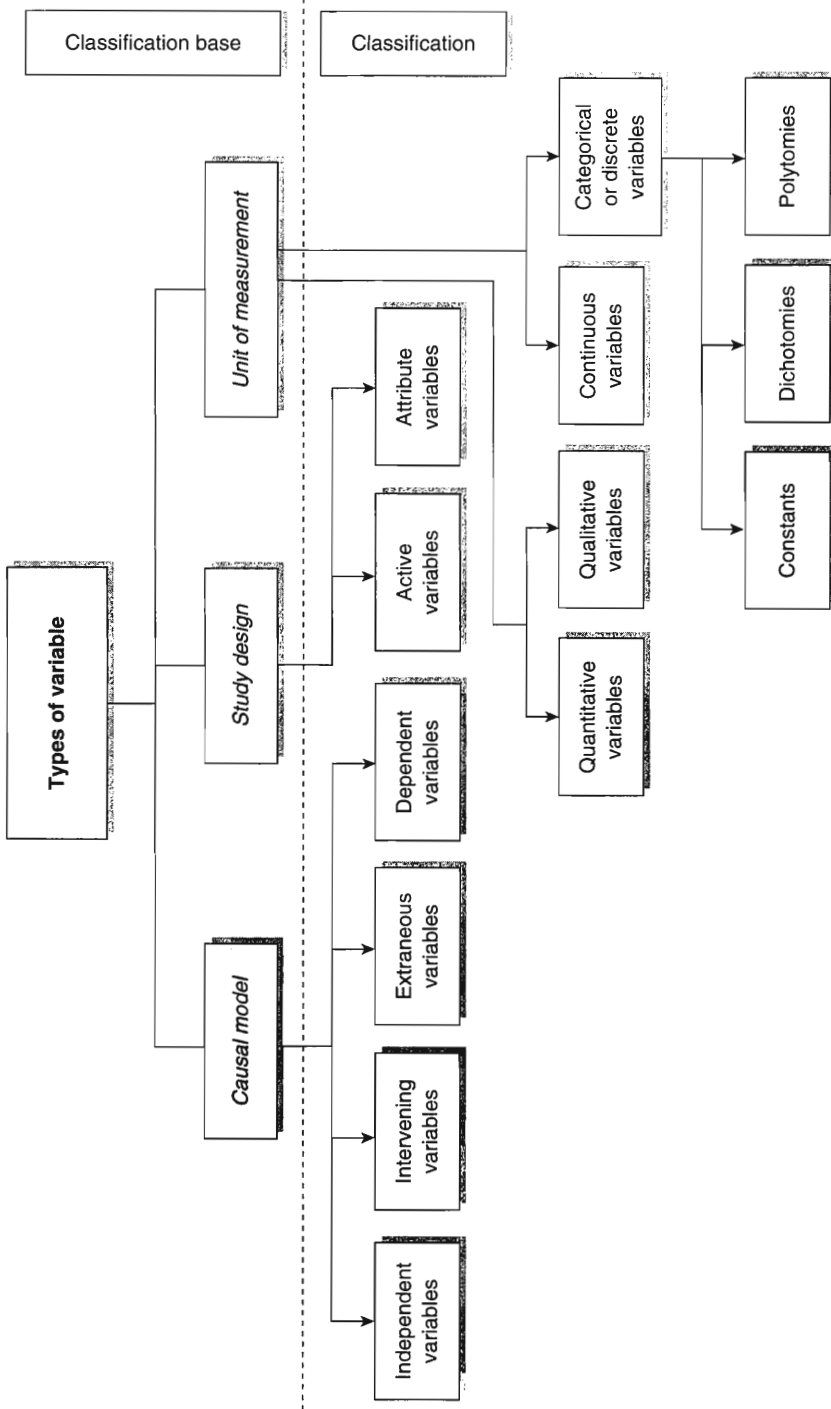 Types of variable
Classification base
Causal model
Study design
Unit of measurement
Classification
Independent
variables
Intervening
variables
Extraneous
variables
Dependent
variables
Active
variables
Attribute
variables
Quantitative
variables
Qualitative
variables
Continuous
variables
Categorical
or discrete
variables
Constants
Dichotomies
Polytomies